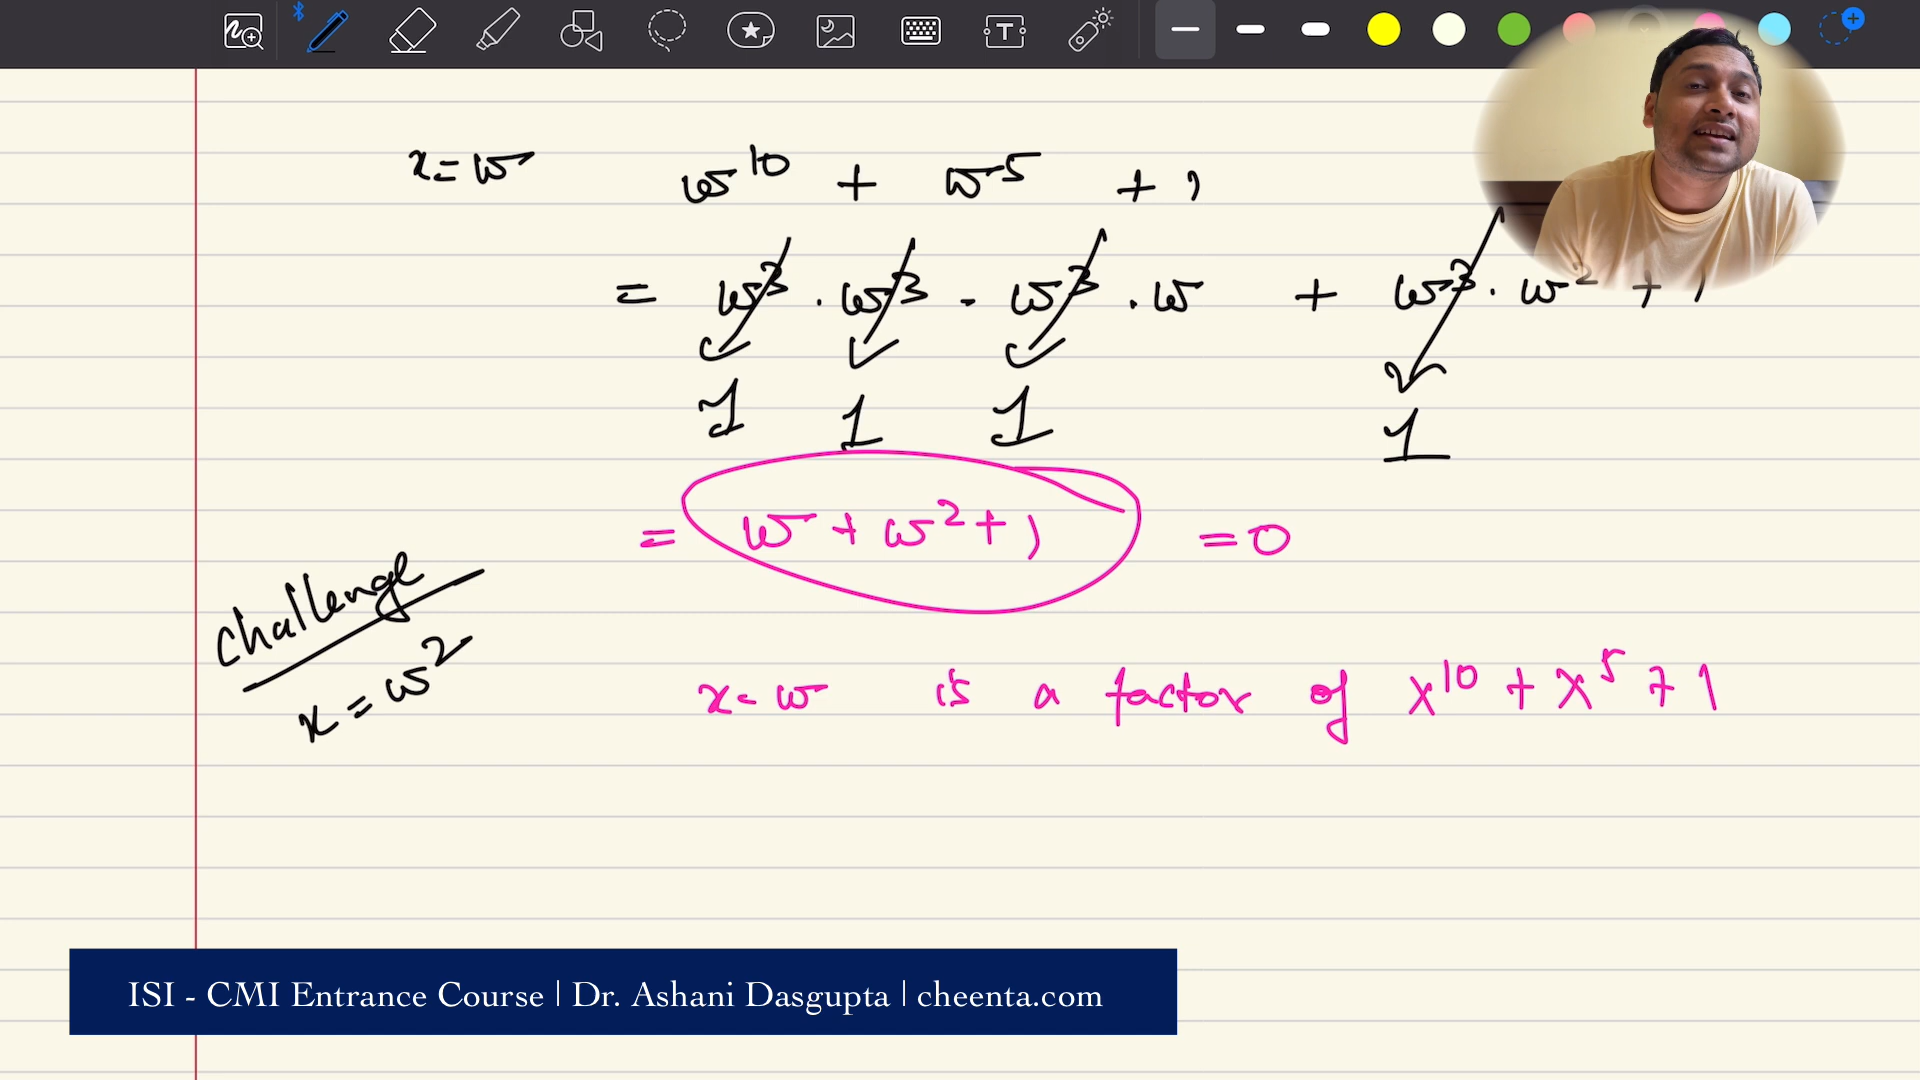 x = ω ω¹⁰ + ω⁵ + 1
= ω³ · ω³ · ω³ · ω + ω³ · ω² + 1
1 1 1 1
= ω + ω² + 1 = 0
challenge
x = ω²
x = ω is a factor of x¹⁰ + x⁵ + 1
ISI - CMI Entrance Course | Dr. Ashani Dasgupta | cheenta.com
T